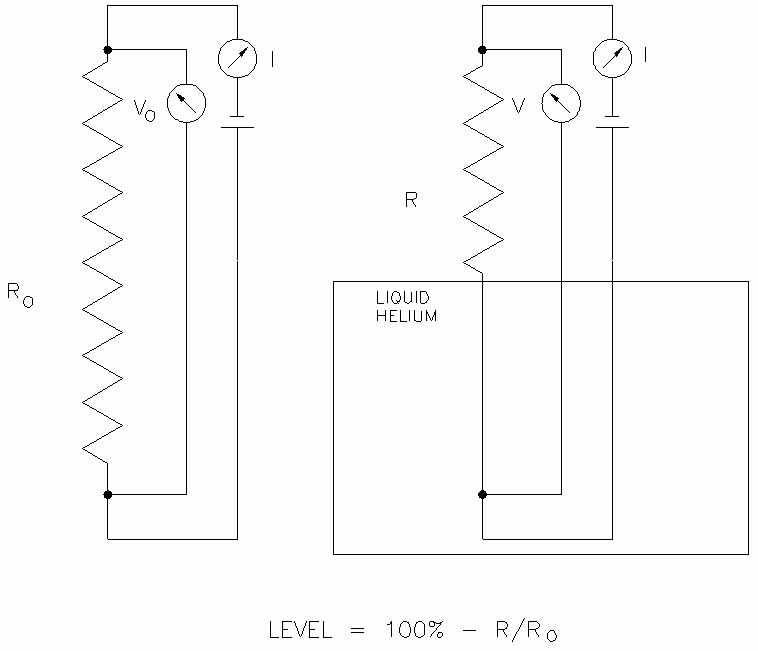 I
V₀
R₀
I
V
R
LIQUID
HELIUM
LEVEL = 100% - R/R₀